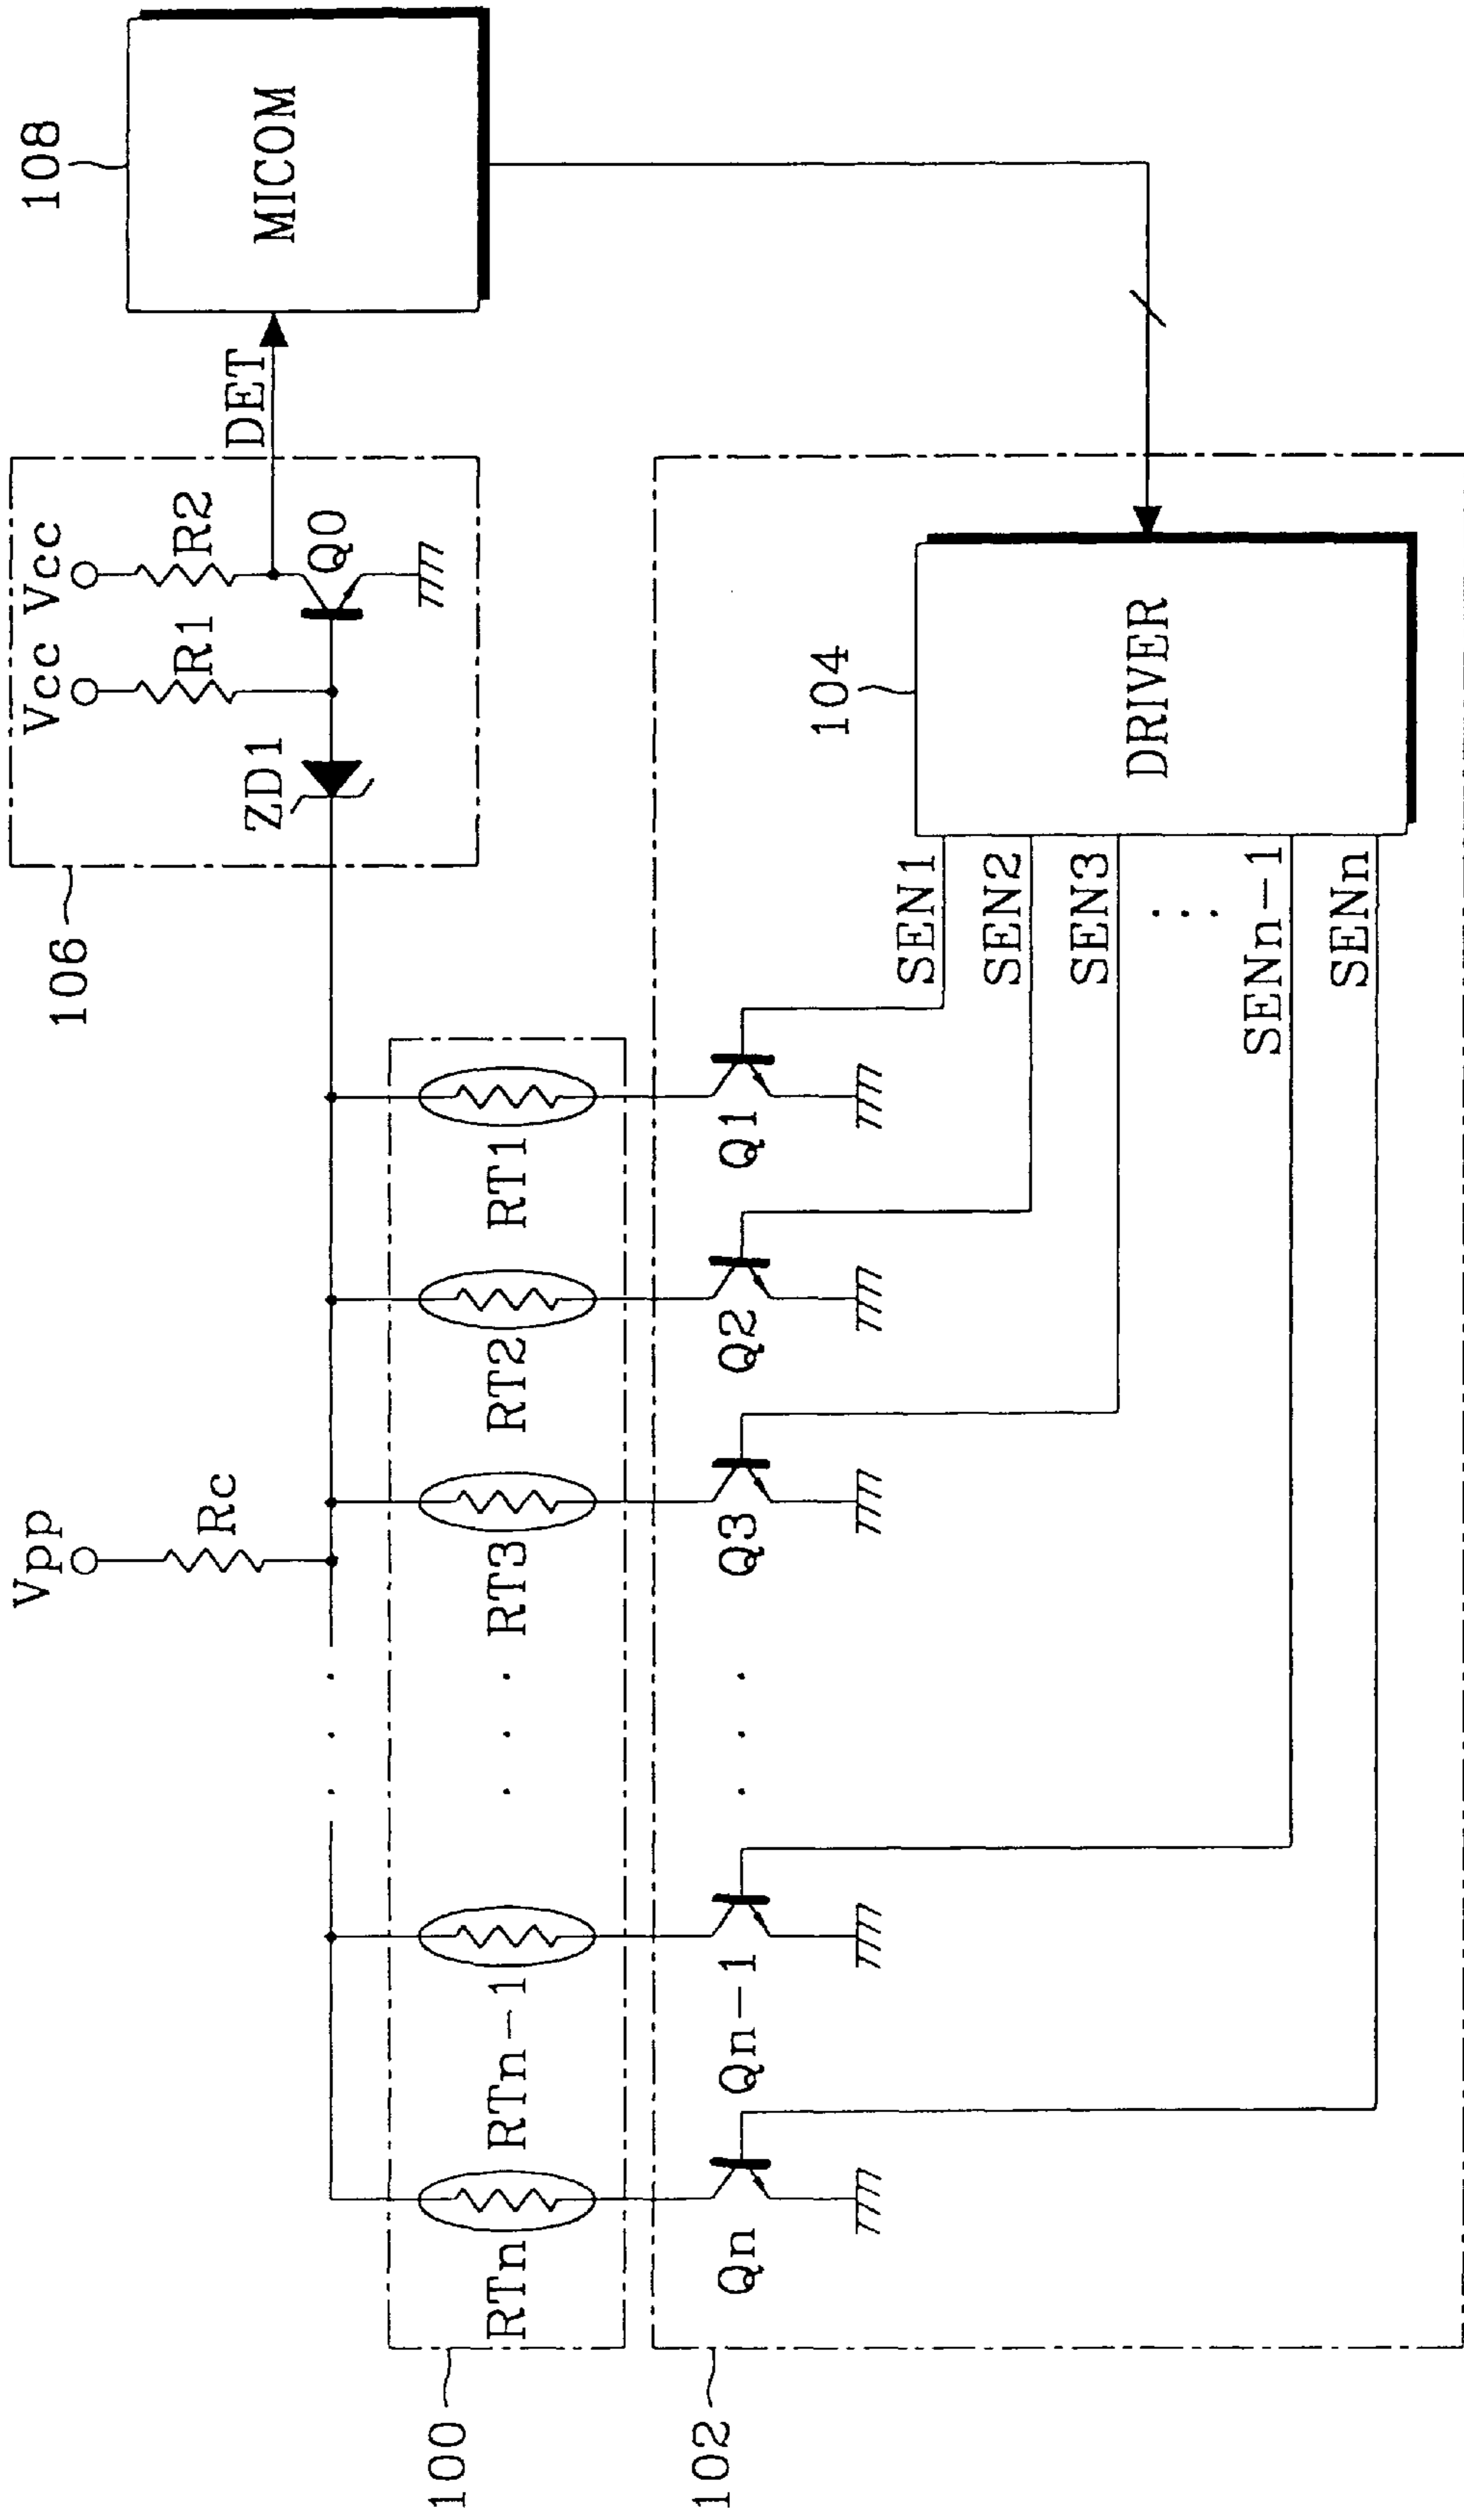 Vpp
Rc
106
Vcc
Vcc
R1
R2
ZD1
Q0
DET
108
MICOM
100
RTn
RTn-1
RT3
RT2
RT1
102
Qn
Qn-1
Q3
Q2
Q1
104
DRIVER
SEN1
SEN2
SEN3
SENn-1
SENn